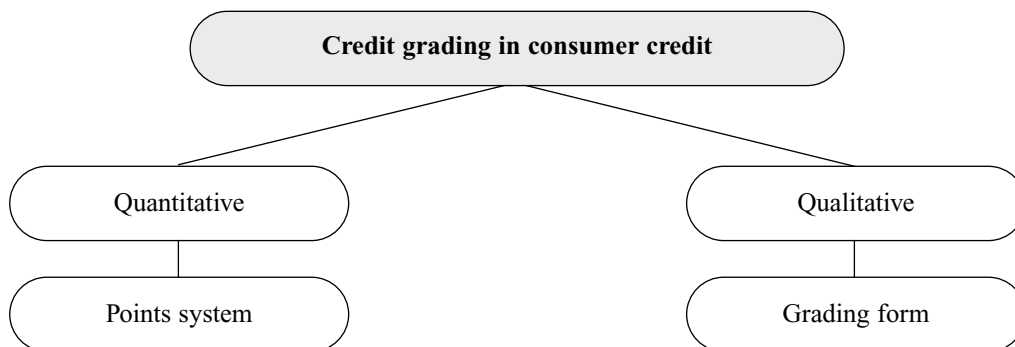 Credit grading in consumer credit
Quantitative
Qualitative
Points system
Grading form